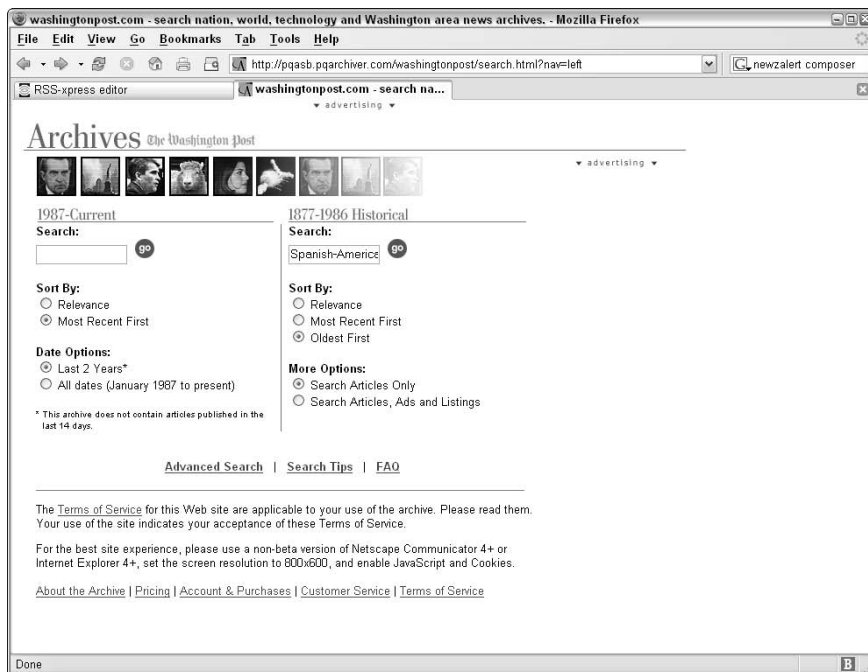 washingtonpost.com - search nation, world, technology and Washington area news archives. - Mozilla Firefox
File Edit View Go Bookmarks Tab Tools Help
http://pqasb.pqarchiver.com/washingtonpost/search.html?nav=left
G newzalert composer
RSS-xpress editor
washingtonpost.com - search na...
▼ advertising ▼
Archives The Washington Post
▼ advertising ▼
1987-Current
Search:
go
Sort By:
Relevance
Most Recent First
Date Options:
Last 2 Years*
All dates (January 1987 to present)
* This archive does not contain articles published in the
last 14 days.
1877-1986 Historical
Search:
Spanish-America
go
Sort By:
Relevance
Most Recent First
Oldest First
More Options:
Search Articles Only
Search Articles, Ads and Listings
Advanced Search | Search Tips | FAQ
The Terms of Service for this Web site are applicable to your use of the archive. Please read them.
Your use of the site indicates your acceptance of these Terms of Service.
For the best site experience, please use a non-beta version of Netscape Communicator 4+ or
Internet Explorer 4+, set the screen resolution to 800x600, and enable JavaScript and Cookies.
About the Archive | Pricing | Account & Purchases | Customer Service | Terms of Service
Done
B